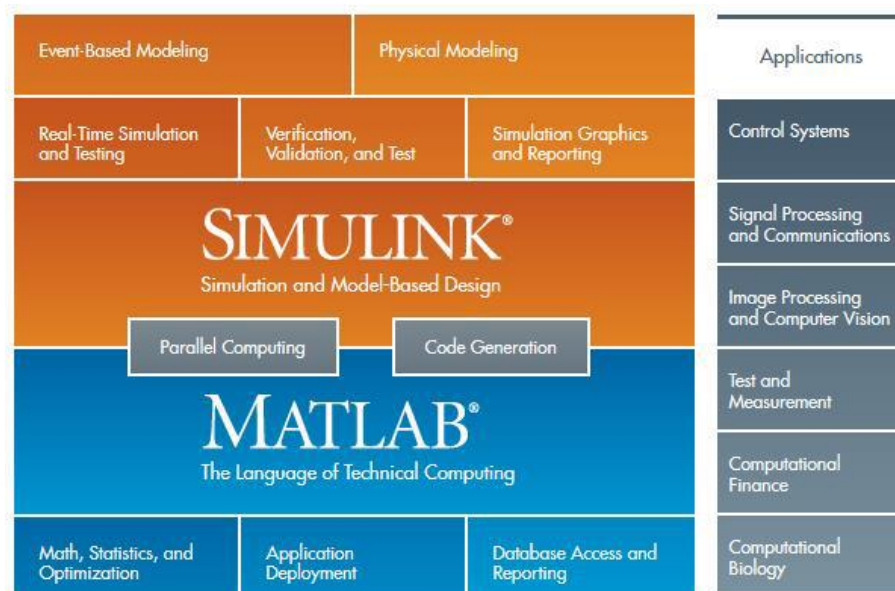 Event-Based Modeling
Physical Modeling
Real-Time Simulation
and Testing
Verification,
Validation, and Test
Simulation Graphics
and Reporting
SIMULINK®
Simulation and Model-Based Design
Parallel Computing
Code Generation
MATLAB®
The Language of Technical Computing
Math, Statistics, and
Optimization
Application
Deployment
Database Access and
Reporting
Applications
Control Systems
Signal Processing
and Communications
Image Processing
and Computer Vision
Test and
Measurement
Computational
Finance
Computational
Biology